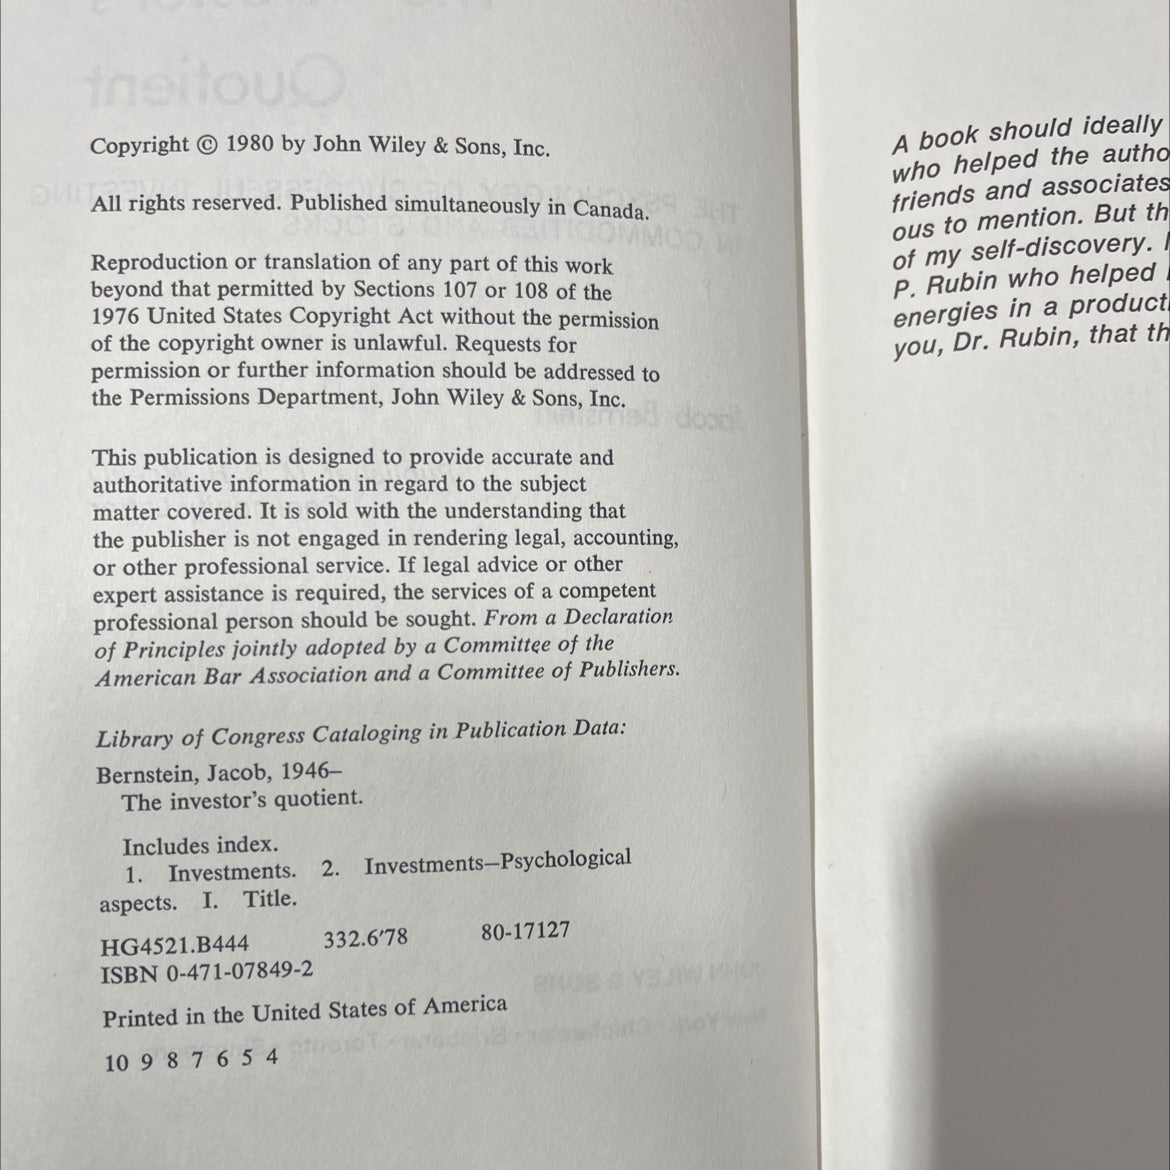 Quotient
Copyright © 1980 by John Wiley & Sons, Inc.
All rights reserved. Published simultaneously in Canada.
Reproduction or translation of any part of this work
beyond that permitted by Sections 107 or 108 of the
1976 United States Copyright Act without the permission
of the copyright owner is unlawful. Requests for
permission or further information should be addressed to
the Permissions Department, John Wiley & Sons, Inc.
This publication is designed to provide accurate and
authoritative information in regard to the subject
matter covered. It is sold with the understanding that
the publisher is not engaged in rendering legal, accounting,
or other professional service. If legal advice or other
expert assistance is required, the services of a competent
professional person should be sought. From a Declaration
of Principles jointly adopted by a Committee of the
American Bar Association and a Committee of Publishers.
Library of Congress Cataloging in Publication Data:
Bernstein, Jacob, 1946–
The investor's quotient.
Includes index.
1. Investments. 2. Investments—Psychological
aspects. I. Title.
HG4521.B444 332.6'78 80-17127
ISBN 0-471-07849-2
Printed in the United States of America
10 9 8 7 6 5 4
A book should ideally
who helped the autho
friends and associates
ous to mention. But th
of my self-discovery. I
P. Rubin who helped
energies in a producti
you, Dr. Rubin, that th